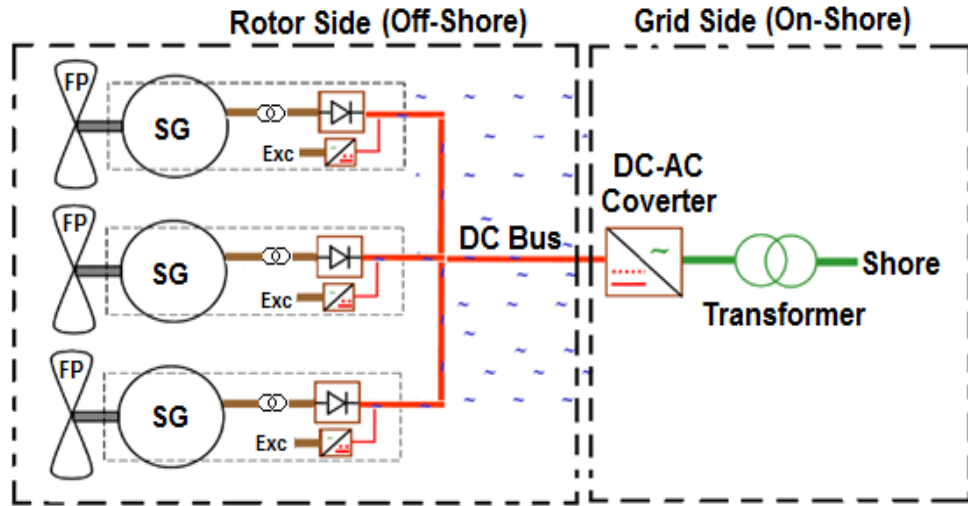 Rotor Side (Off-Shore)
Grid Side (On-Shore)
FP
SG
Exc
FP
SG
Exc
FP
SG
Exc
DC Bus
DC-AC
Coverter
Transformer
Shore